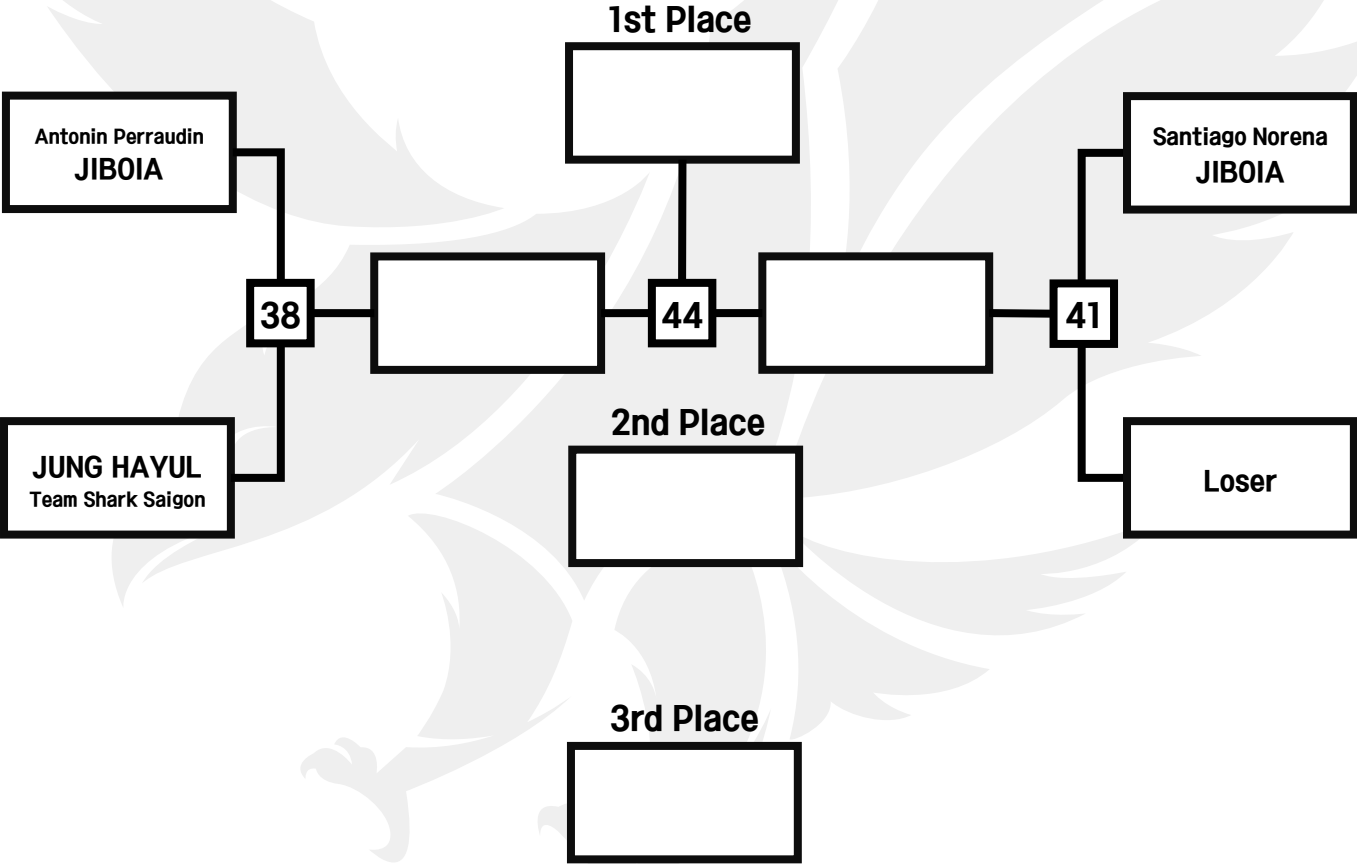 1st Place
Antonin Perraudin
JIBOIA
Santiago Norena
JIBOIA
38
44
41
JUNG HAYUL
Team Shark Saigon
2nd Place
Loser
3rd Place